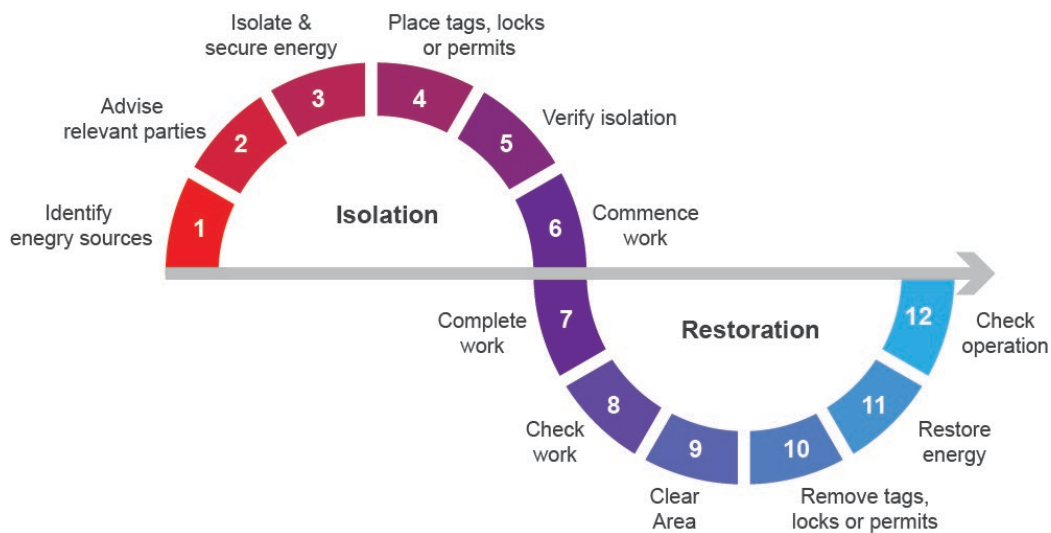 1
Identify
enegry sources
2
Advise
relevant parties
3
Isolate &
secure energy
4
Place tags, locks
or permits
5
Verify isolation
6
Commence
work
Isolation
7
Complete
work
8
Check
work
9
Clear
Area
10
Remove tags,
locks or permits
11
Restore
energy
12
Check
operation
Restoration